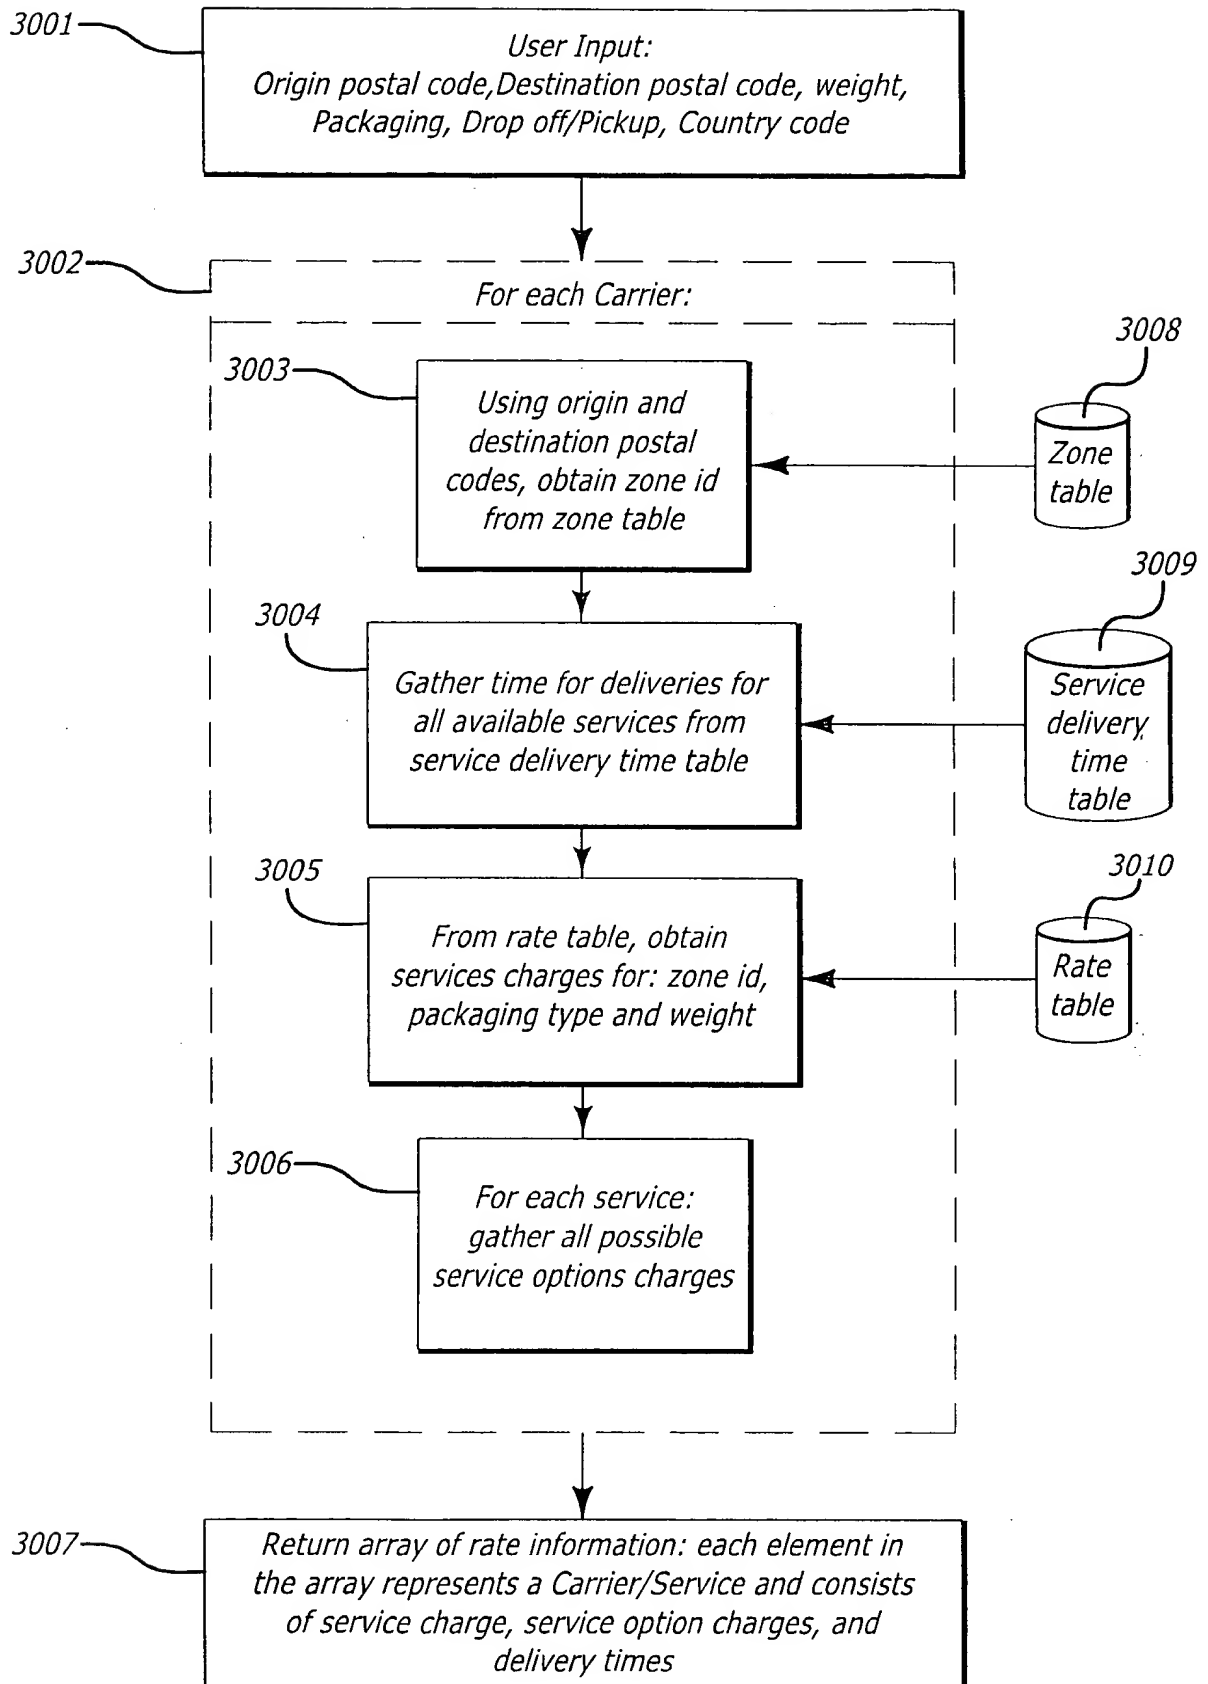 3001
User Input:
Origin postal code,Destination postal code, weight,
Packaging, Drop off/Pickup, Country code
3002
For each Carrier:
3003
Using origin and
destination postal
codes, obtain zone id
from zone table
3008
Zone
table
3004
Gather time for deliveries for
all available services from
service delivery time table
3009
Service
delivery
time
table
3005
From rate table, obtain
services charges for: zone id,
packaging type and weight
3010
Rate
table
3006
For each service:
gather all possible
service options charges
3007
Return array of rate information: each element in
the array represents a Carrier/Service and consists
of service charge, service option charges, and
delivery times